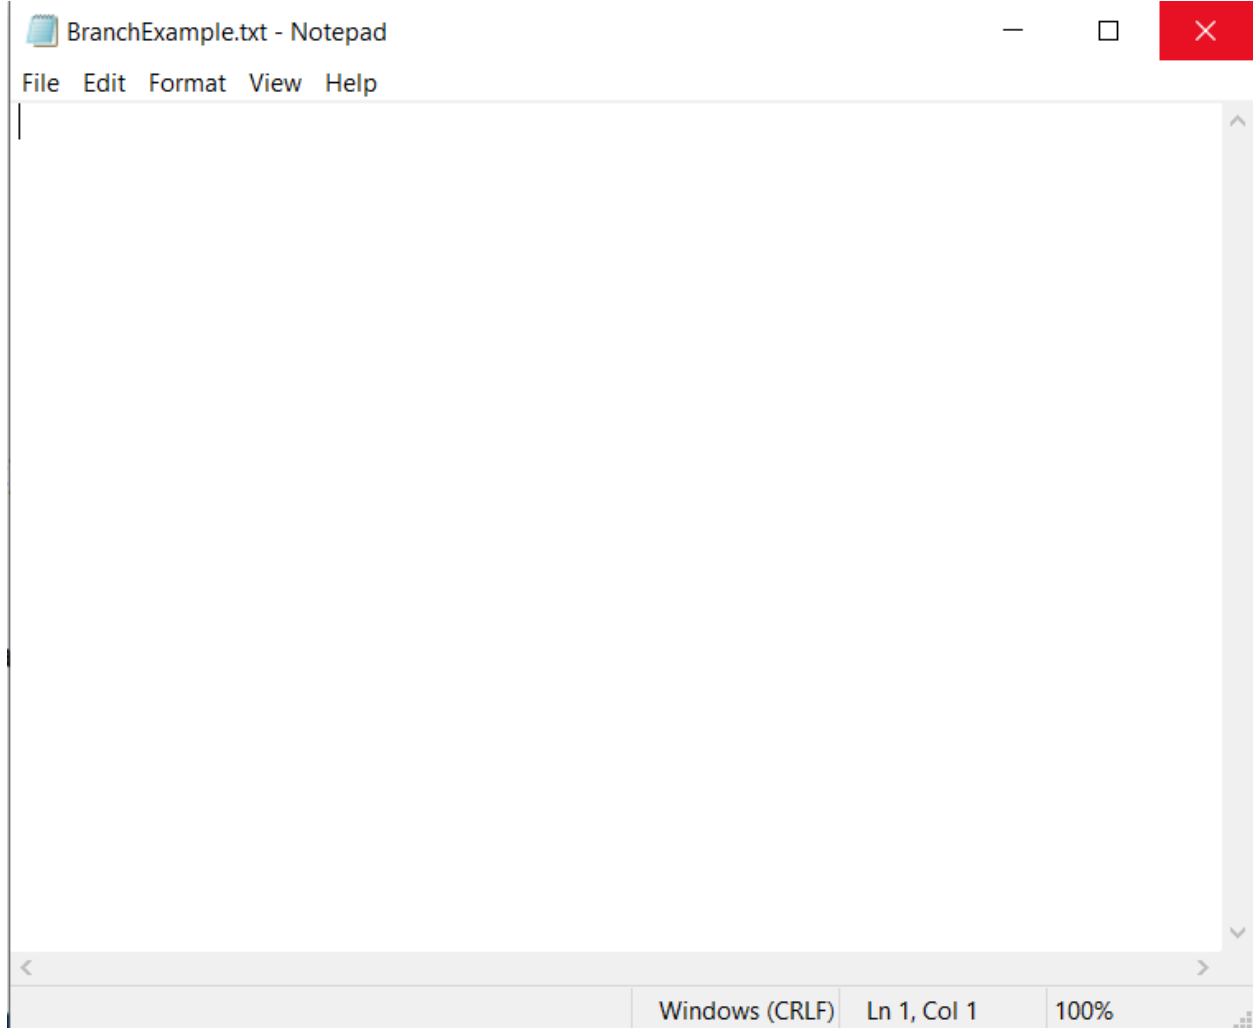 BranchExample.txt - Notepad
File Edit Format View Help
Windows (CRLF) Ln 1, Col 1 100%